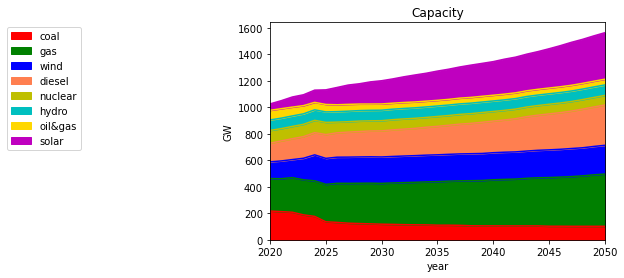 Capacity
coal
gas
wind
diesel
nuclear
hydro
oil&gas
solar
GW
1600
1400
1200
1000
800
600
400
200
0
2020 2025 2030 2035 2040 2045 2050
year